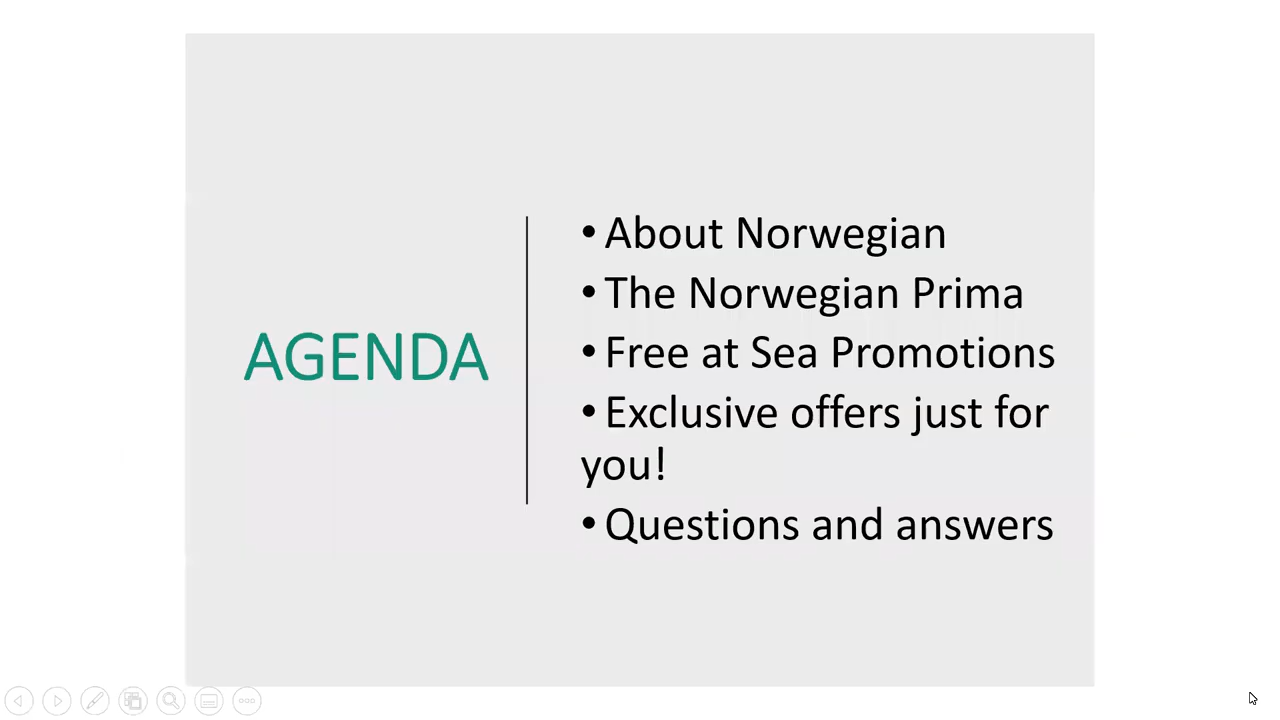 AGENDA
• About Norwegian
• The Norwegian Prima
• Free at Sea Promotions
• Exclusive offers just for
you!
• Questions and answers